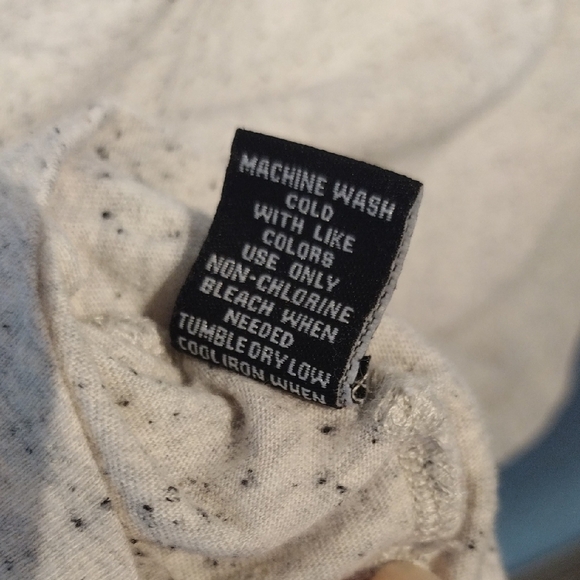 MACHINE WASH
COLD
WITH LIKE
COLORS
USE ONLY
NON-CHLORINE
BLEACH WHEN
NEEDED
TUMBLE DRY LOW
COOL IRON WHEN